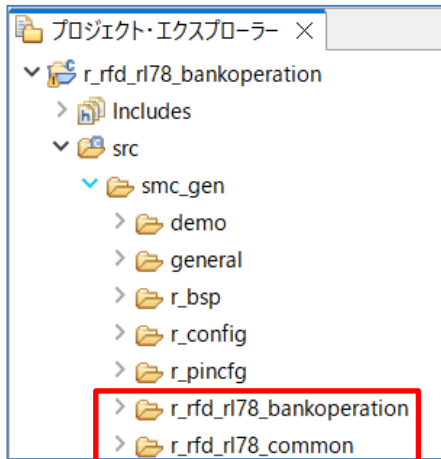 プロジェクト・エクスプローラー
r_rfd_rl78_bankoperation
Includes
src
smc_gen
demo
general
r_bsp
r_config
r_pincfg
r_rfd_rl78_bankoperation
r_rfd_rl78_common